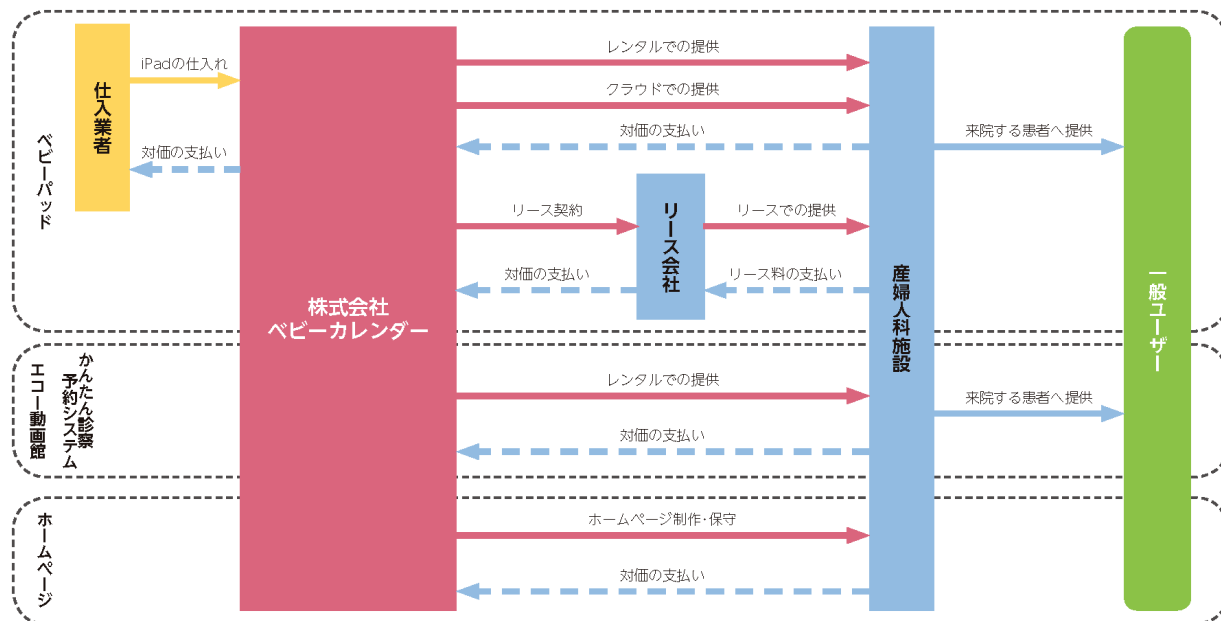 ベビーパッド
仕入業者
iPadの仕入れ
対価の支払い
株式会社
ベビーカレンダー
レンタルでの提供
クラウドでの提供
対価の支払い
リース契約
対価の支払い
リース会社
リースでの提供
リース料の支払い
産婦人科施設
来院する患者へ提供
一般ユーザー
かんたん診察
予約システム
エコー動画館
レンタルでの提供
対価の支払い
来院する患者へ提供
ホームページ
ホームページ制作・保守
対価の支払い